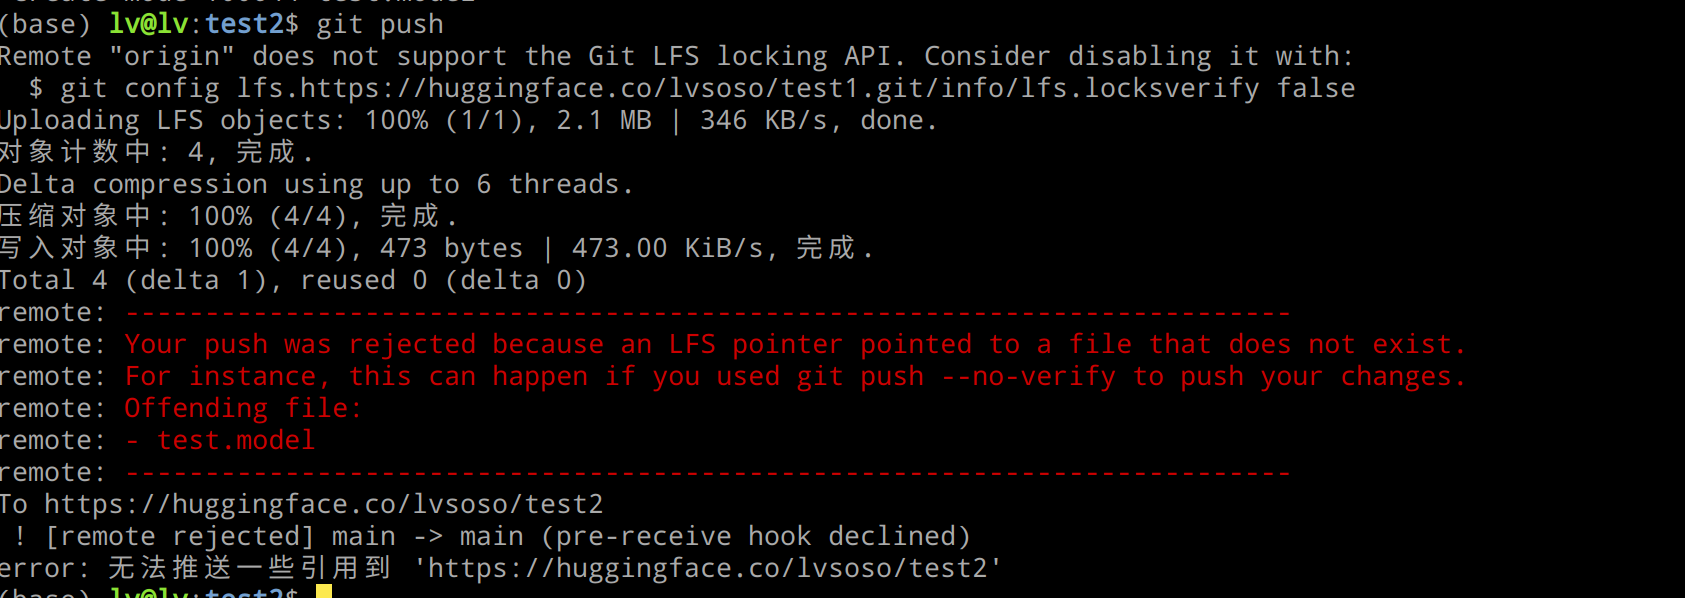 (base) lv@lv:test2$ git push
Remote "origin" does not support the Git LFS locking API. Consider disabling it with:
  $ git config lfs.https://huggingface.co/lvsoso/test1.git/info/lfs.locksverify false
Uploading LFS objects: 100% (1/1), 2.1 MB | 346 KB/s, done.
对象计数中: 4, 完成.
Delta compression using up to 6 threads.
压缩对象中: 100% (4/4), 完成.
写入对象中: 100% (4/4), 473 bytes | 473.00 KiB/s, 完成.
Total 4 (delta 1), reused 0 (delta 0)
remote: -------------------------------------------------------------------------
remote: Your push was rejected because an LFS pointer pointed to a file that does not exist.
remote: For instance, this can happen if you used git push --no-verify to push your changes.
remote: Offending file:
remote: - test.model
remote: -------------------------------------------------------------------------
To https://huggingface.co/lvsoso/test2
 ! [remote rejected] main -> main (pre-receive hook declined)
error: 无法推送一些引用到 'https://huggingface.co/lvsoso/test2'
(base) lv@lv:test2$